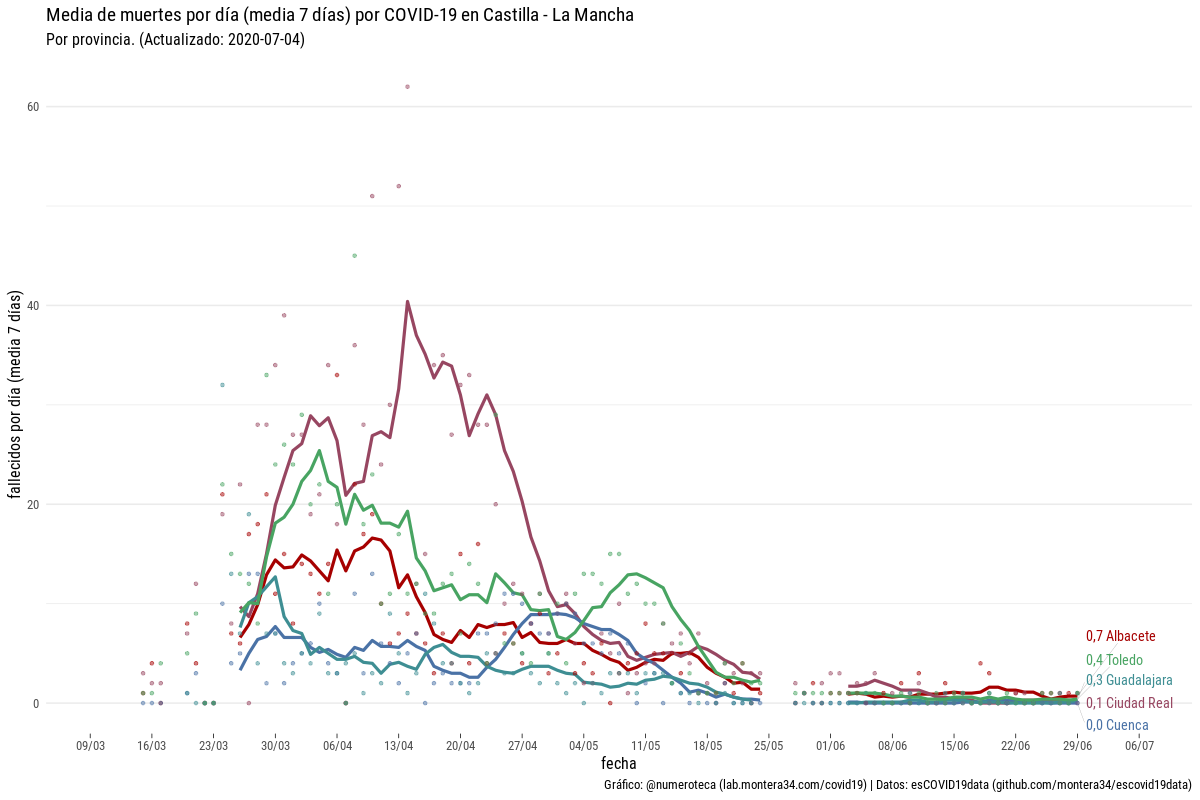 Media de muertes por día (media 7 días) por COVID-19 en Castilla - La Mancha
Por provincia. (Actualizado: 2020-07-04)
fallecidos por día (media 7 días)
60
40
20
0
0,7 Albacete
0,4 Toledo
0,3 Guadalajara
0,1 Ciudad Real
0,0 Cuenca
09/03 16/03 23/03 30/03 06/04 13/04 20/04 27/04 04/05 11/05 18/05 25/05 01/06 08/06 15/06 22/06 29/06 06/07
fecha
Gráfico: @numeroteca (lab.montera34.com/covid19) | Datos: esCOVID19data (github.com/montera34/escovid19data)